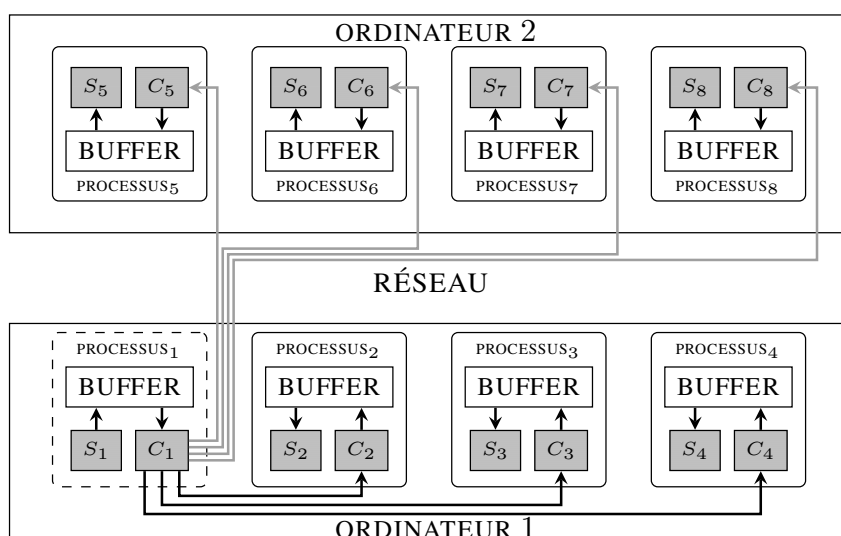 ORDINATEUR 2
S5 C5 S6 C6 S7 C7 S8 C8
BUFFER BUFFER BUFFER BUFFER
PROCESSUS5 PROCESSUS6 PROCESSUS7 PROCESSUS8
RÉSEAU
PROCESSUS1 PROCESSUS2 PROCESSUS3 PROCESSUS4
BUFFER BUFFER BUFFER BUFFER
S1 C1 S2 C2 S3 C3 S4 C4
ORDINATEUR 1